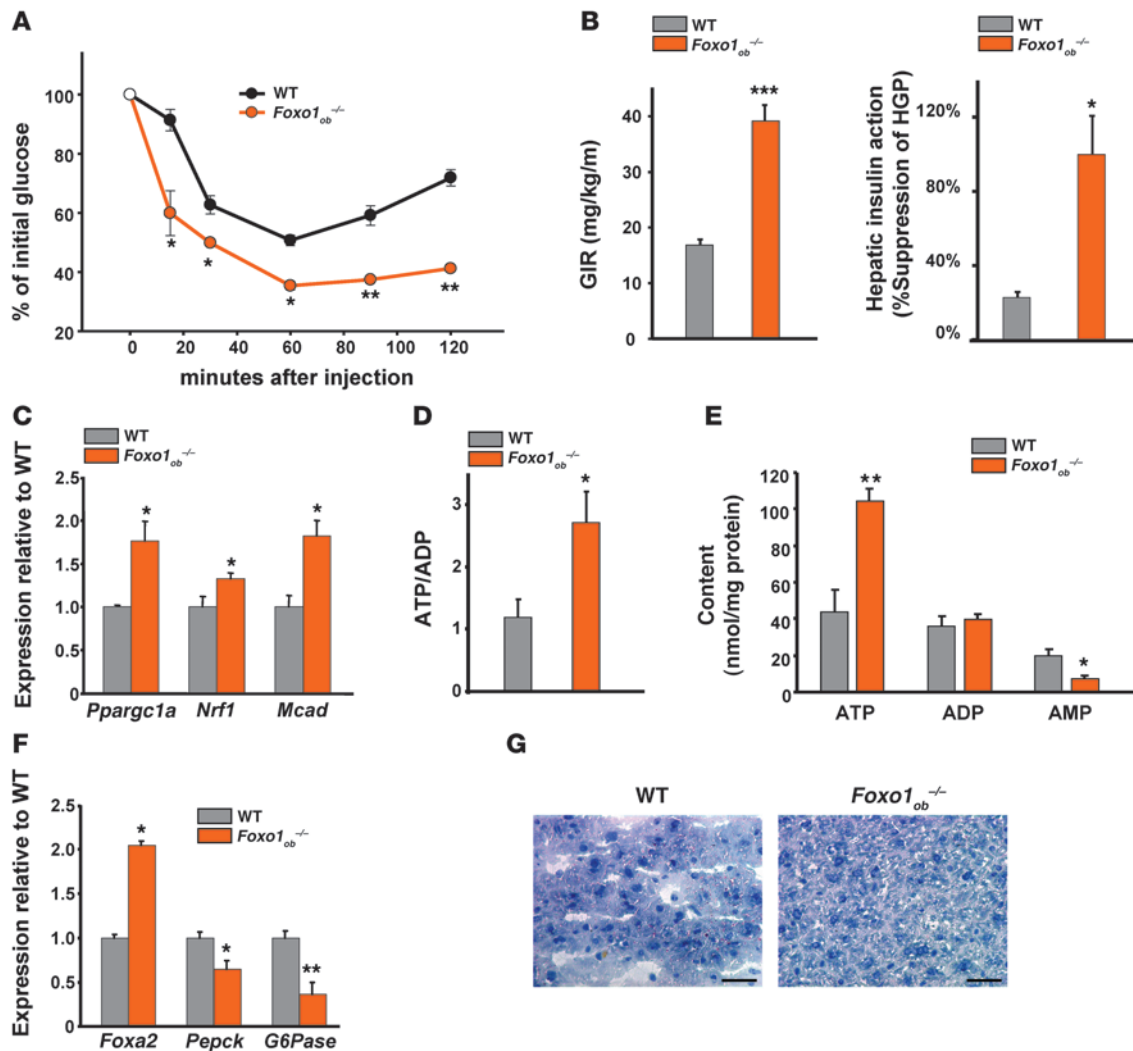 A
% of initial glucose
100
80
60
40
20
WT
Foxo1ob−/−
*
*
*
**
**
0 20 40 60 80 100 120
minutes after injection
B
WT
Foxo1ob−/−
GIR (mg/kg/m)
40
30
20
10
0
***
WT
Foxo1ob−/−
Hepatic insulin action
(%Suppression of HGP)
120%
80%
40%
0%
*
C
WT
Foxo1ob−/−
Expression relative to WT
2.5
2.0
1.5
1.0
0.5
0
*
*
*
Ppargc1a Nrf1 Mcad
D
WT
Foxo1ob−/−
ATP/ADP
3
2
1
0
*
E
WT
Foxo1ob−/−
Content
(nmol/mg protein)
120
100
80
60
40
20
0
**
*
ATP ADP AMP
F
Expression relative to WT
2.5
2.0
1.5
1.0
0.5
0
WT
Foxo1ob−/−
*
*
**
Foxa2 Pepck G6Pase
G
WT Foxo1ob−/−